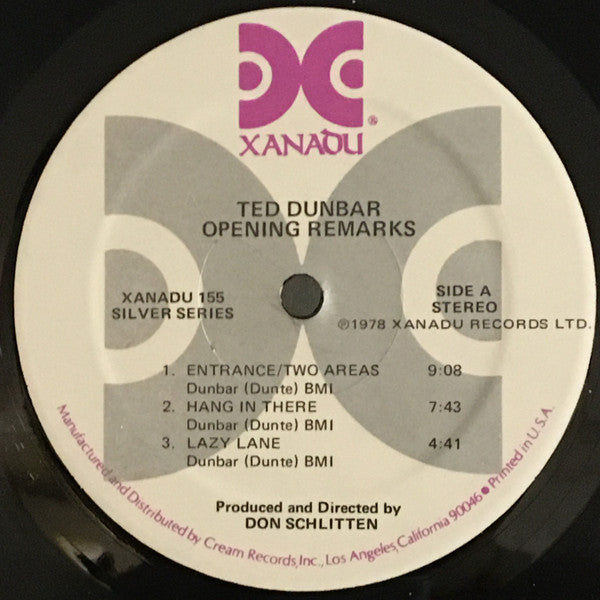 XANADU®
TED DUNBAR
OPENING REMARKS
XANADU 155
SILVER SERIES
SIDE A
STEREO
℗1978 XANADU RECORDS LTD.
1. ENTRANCE/TWO AREAS 9:08
Dunbar (Dunte) BMI
2. HANG IN THERE 7:43
Dunbar (Dunte) BMI
3. LAZY LANE 4:41
Dunbar (Dunte) BMI
Produced and Directed by
DON SCHLITTEN
Manufactured and Distributed by Cream Records, Inc., Los Angeles, California 90046 ● Printed in U.S.A.